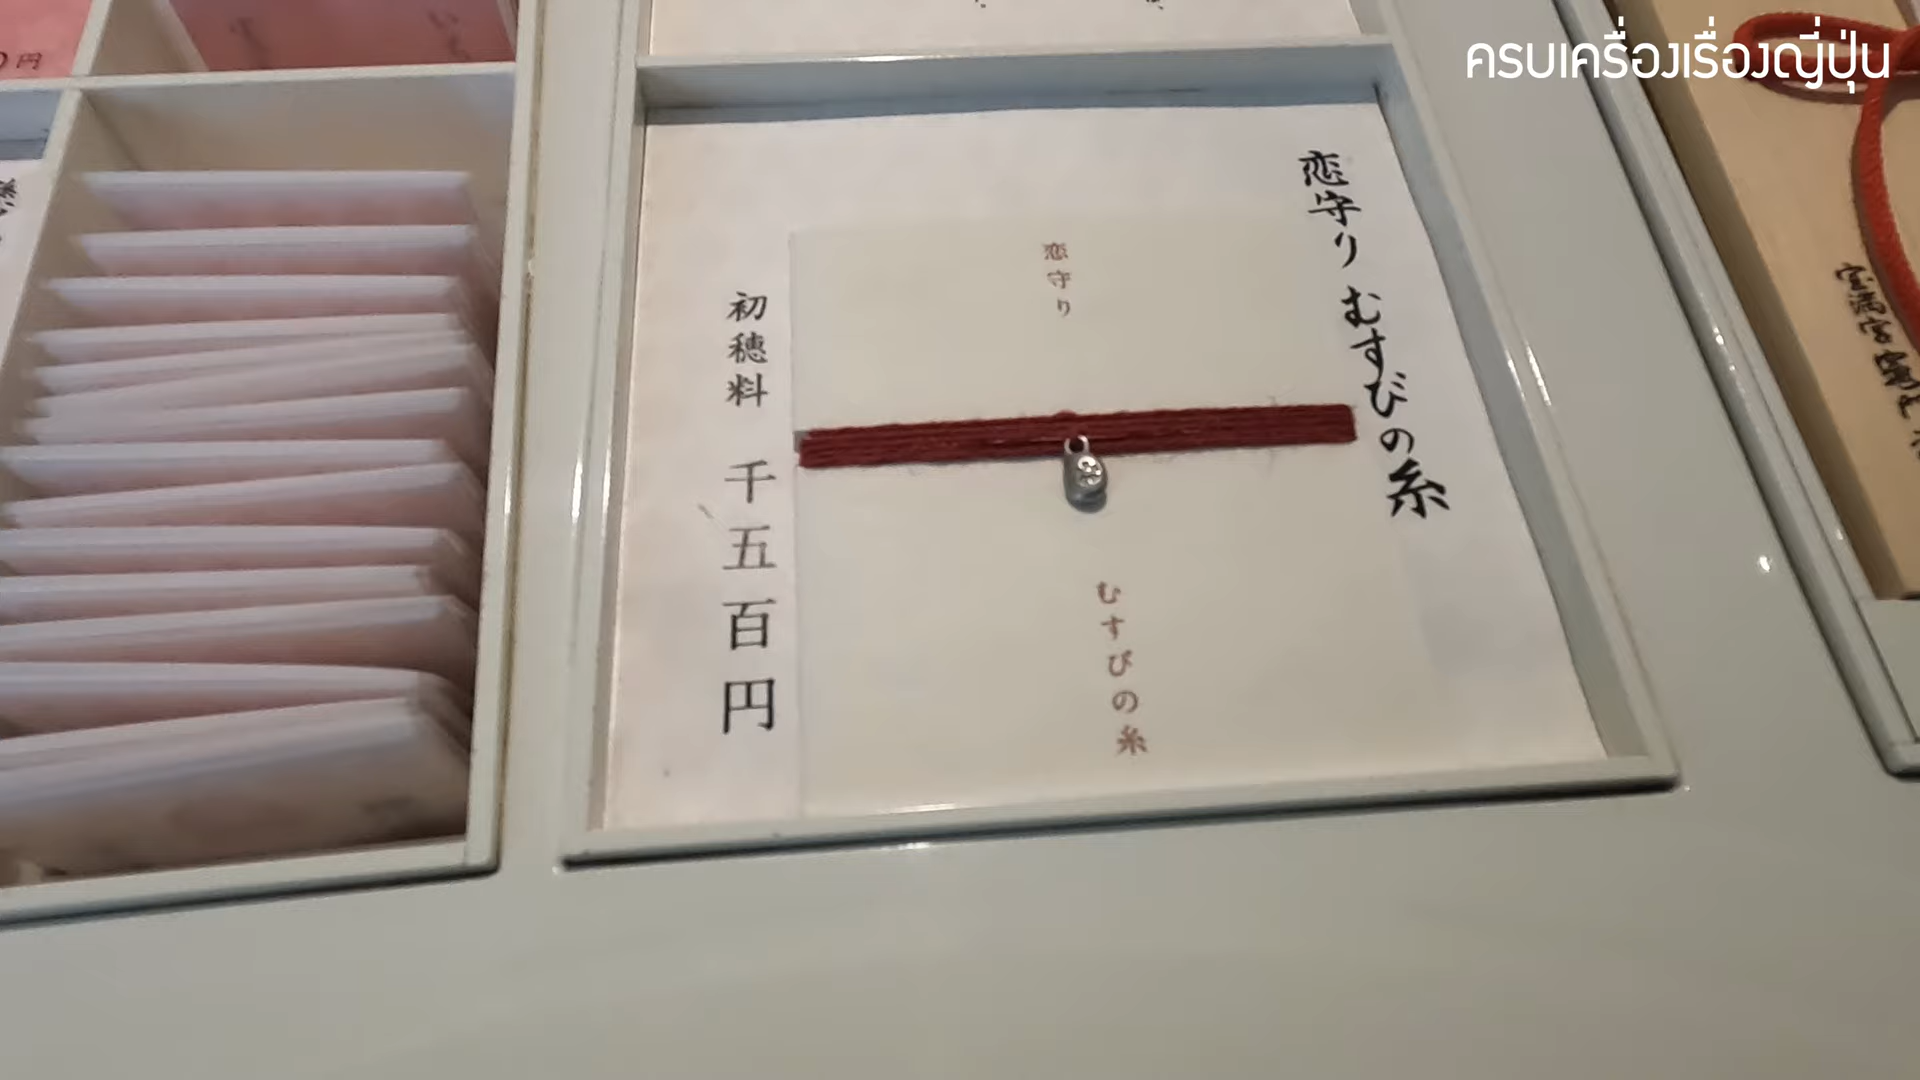 ครบเครื่องเรื่องญี่ปุ่น
恋守り むすびの糸
恋守り
むすびの糸
初穂料 千五百円
円